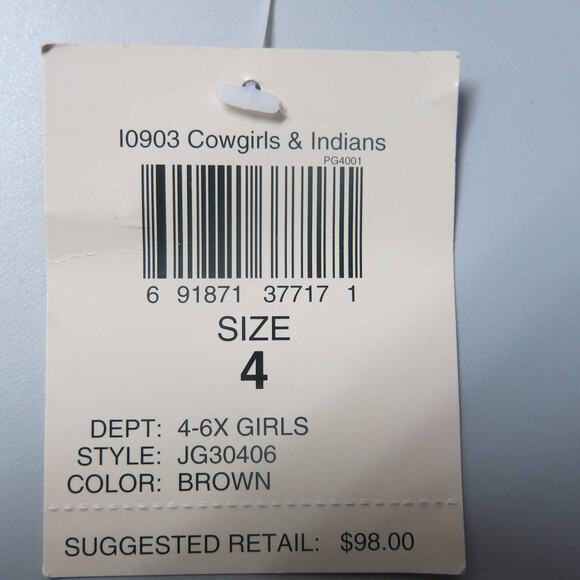 I0903 Cowgirls & Indians
PG4001
6 91871 37717 1
SIZE
4
DEPT: 4-6X GIRLS
STYLE: JG30406
COLOR: BROWN
SUGGESTED RETAIL: $98.00